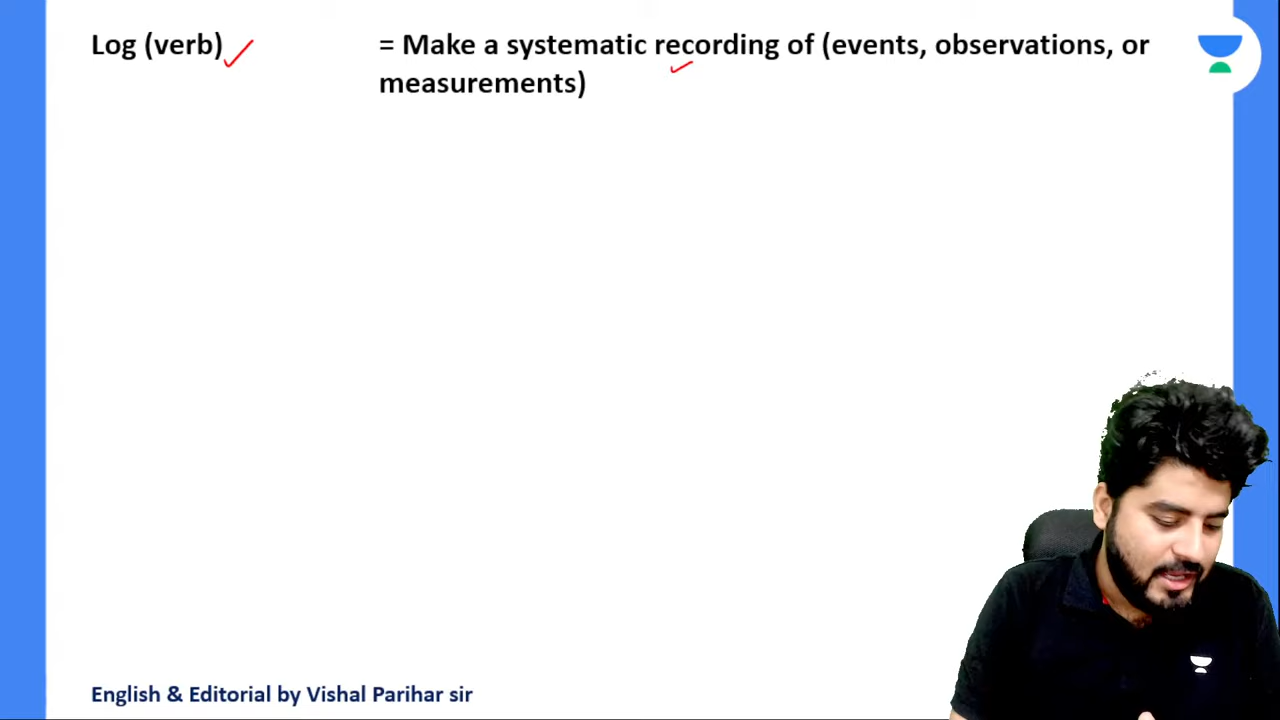 Log (verb) = Make a systematic recording of (events, observations, or
measurements)
English & Editorial by Vishal Parihar sir